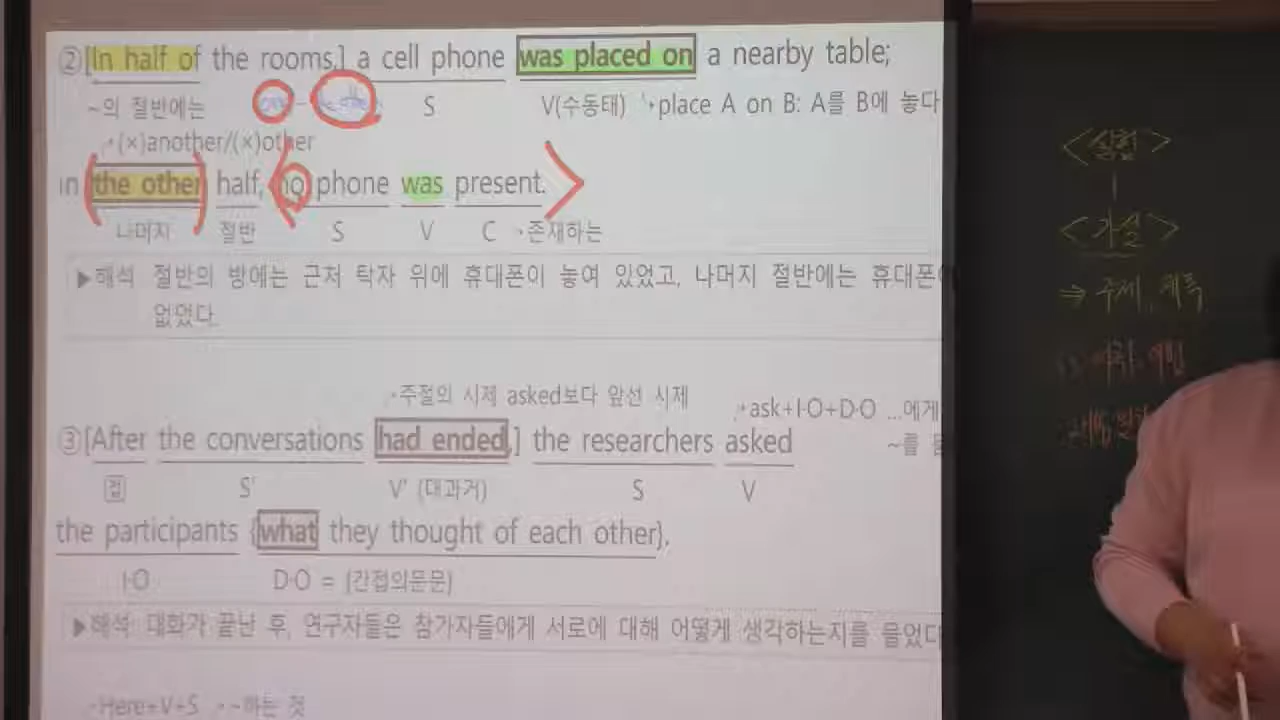 ②[In half of the rooms,] a cell phone was placed on a nearby table;
~의 절반에는 S V(수동태) place A on B: A를 B에 놓다
(×)another/(×)other
in the other half, no phone was present.
나머지 절반 S V C 존재하는
▶해석 절반의 방에는 근처 탁자 위에 휴대폰이 놓여 있었고, 나머지 절반에는 휴대폰이
없었다.
주절의 시제 asked보다 앞선 시제
ask+I·O+D·O ...에게
③[After the conversations had ended,] the researchers asked
~를
접 S' V' (대과거) S V
the participants {what they thought of each other}.
I·O D·O = (간접의문문)
▶해석 대화가 끝난 후, 연구자들은 참가자들에게 서로에 대해 어떻게 생각하는지를 물었다
Here+V+S ~하는 것
<실험>
<가설>
⇒ 주제